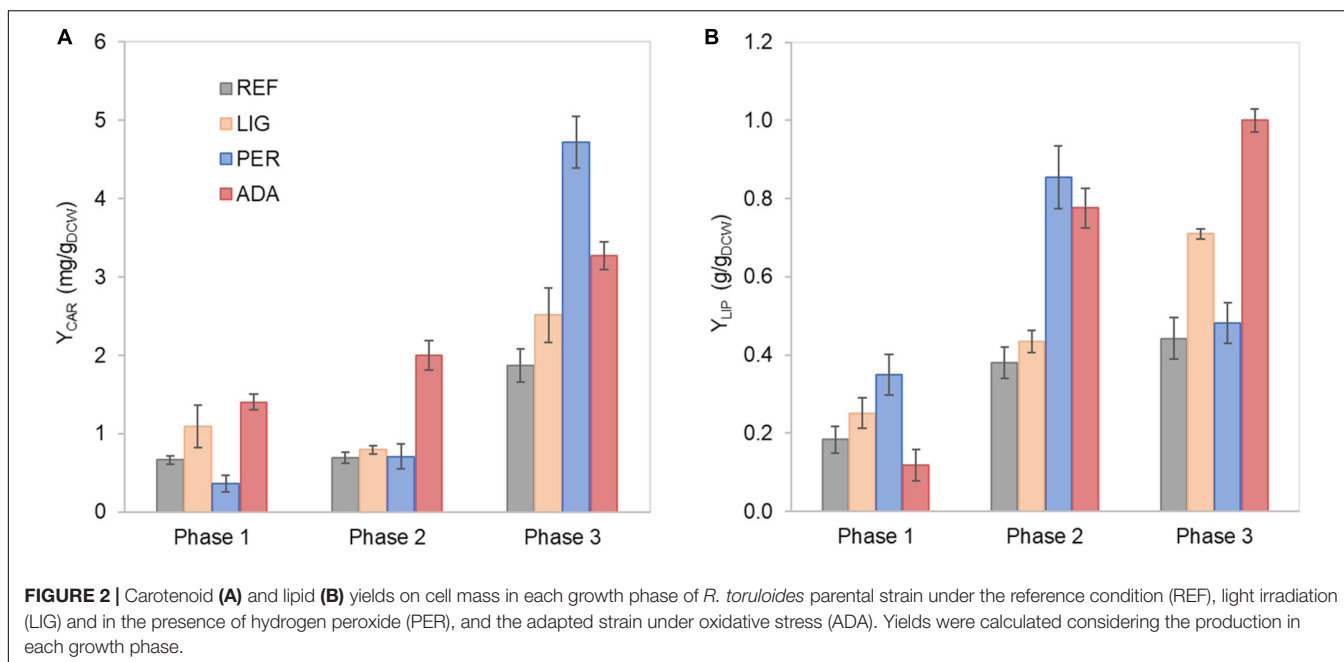 A
6
5
4
3
2
1
0
Y_CAR (mg/g_DCW)
REF
LIG
PER
ADA
Phase 1 Phase 2 Phase 3
B
1.2
1.0
0.8
0.6
0.4
0.2
0.0
Y_LIP (g/g_DCW)
Phase 1 Phase 2 Phase 3
FIGURE 2 | Carotenoid (A) and lipid (B) yields on cell mass in each growth phase of R. toruloides parental strain under the reference condition (REF), light irradiation
(LIG) and in the presence of hydrogen peroxide (PER), and the adapted strain under oxidative stress (ADA). Yields were calculated considering the production in
each growth phase.